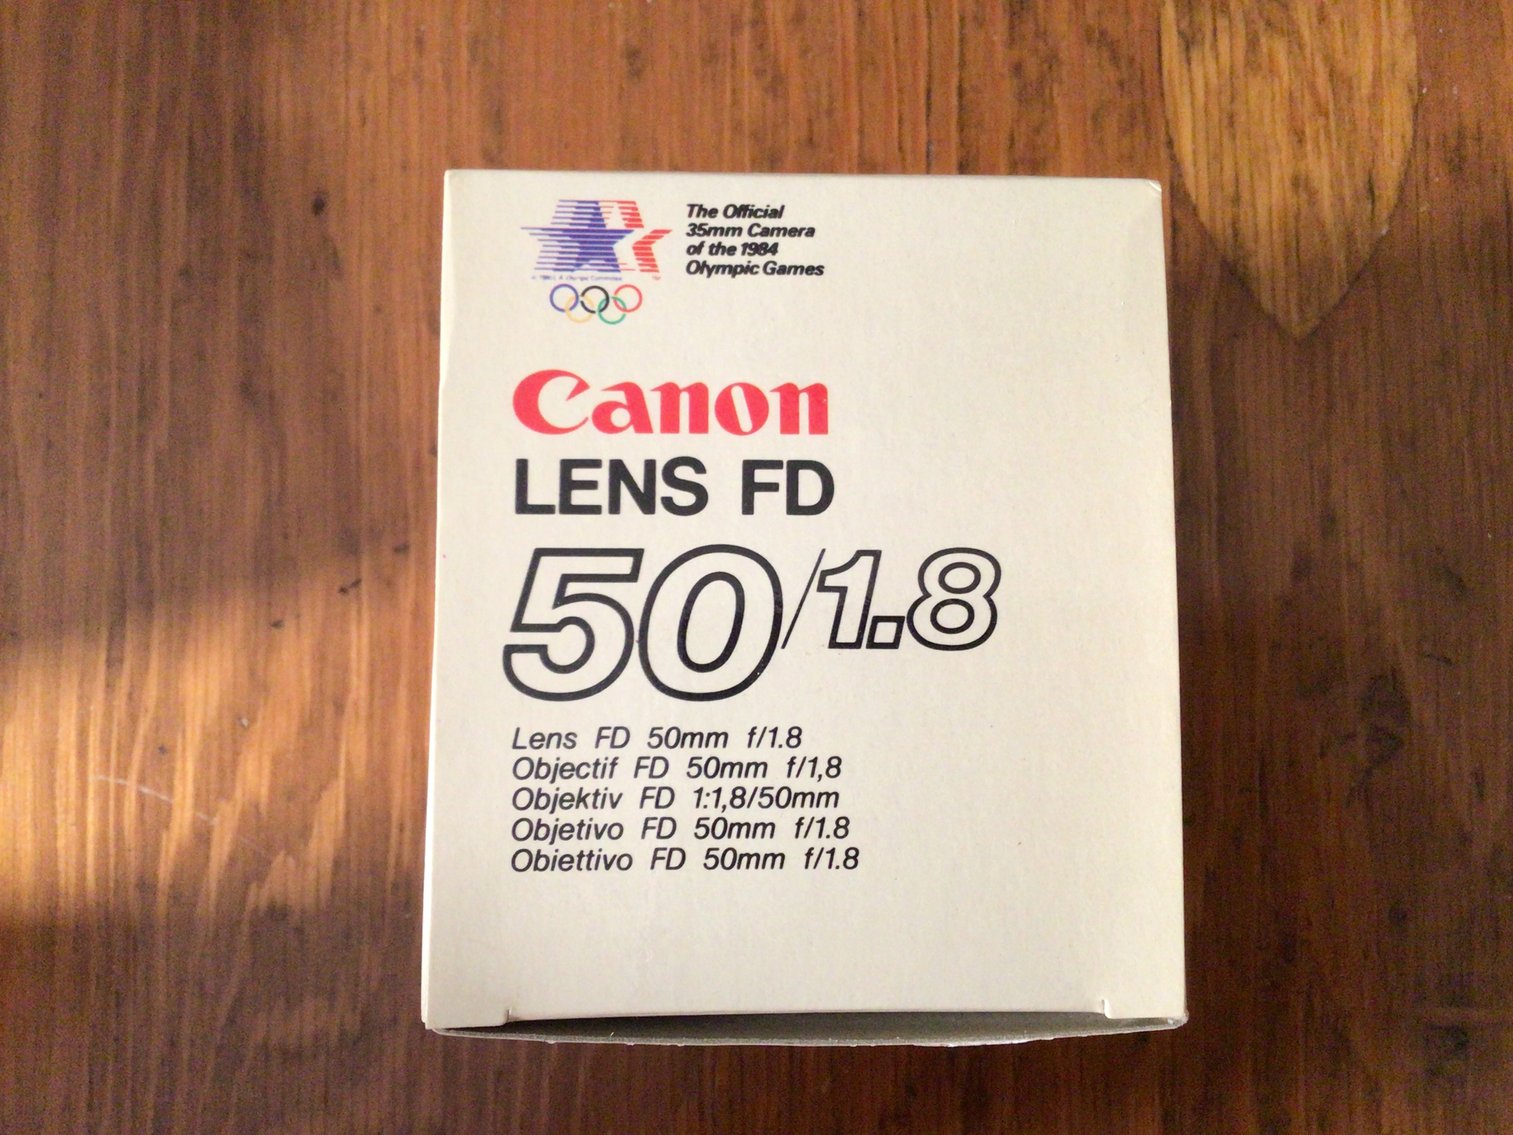 The Official
35mm Camera
of the 1984
Olympic Games
Canon
LENS FD
50/1.8
Lens FD 50mm f/1.8
Objectif FD 50mm f/1,8
Objektiv FD 1:1,8/50mm
Objetivo FD 50mm f/1.8
Obiettivo FD 50mm f/1.8